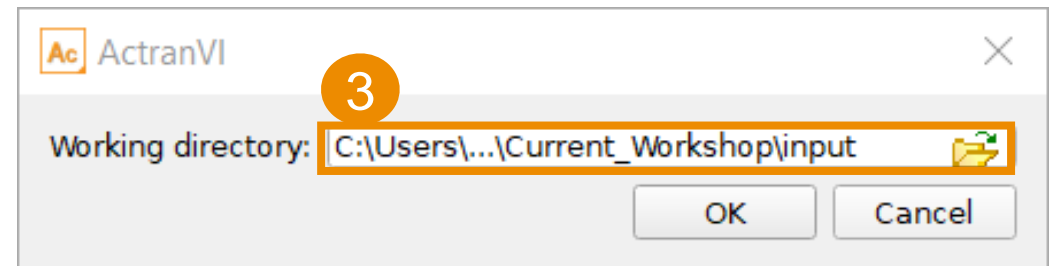 Ac ActranVI
3
Working directory: C:\Users\...\Current_Workshop\input
OK Cancel